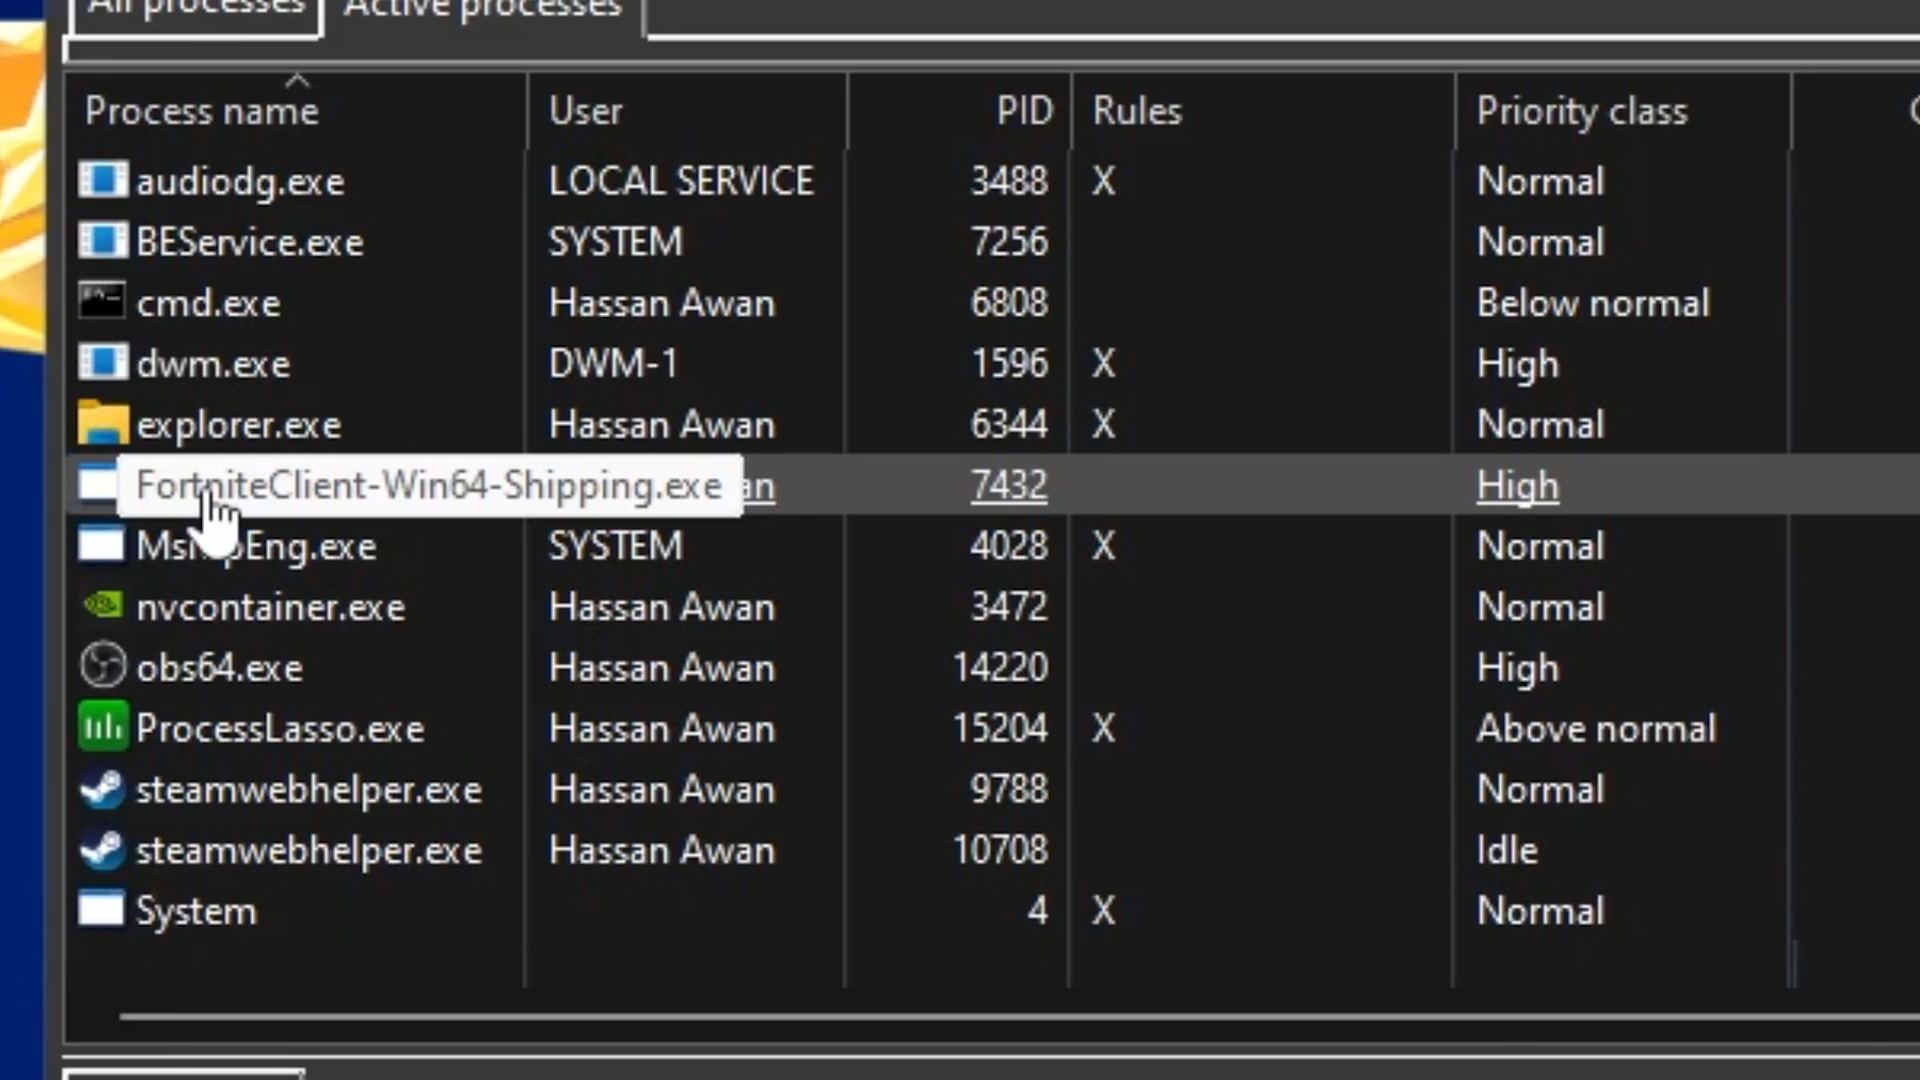 All processes Active processes
Process name User PID Rules Priority class
audiodg.exe LOCAL SERVICE 3488 X Normal
BEService.exe SYSTEM 7256 Normal
cmd.exe Hassan Awan 6808 Below normal
dwm.exe DWM-1 1596 X High
explorer.exe Hassan Awan 6344 X Normal
FortniteClient-Win64-Shipping.exe an 7432 High
MsMpEng.exe SYSTEM 4028 X Normal
nvcontainer.exe Hassan Awan 3472 Normal
obs64.exe Hassan Awan 14220 High
ProcessLasso.exe Hassan Awan 15204 X Above normal
steamwebhelper.exe Hassan Awan 9788 Normal
steamwebhelper.exe Hassan Awan 10708 Idle
System 4 X Normal